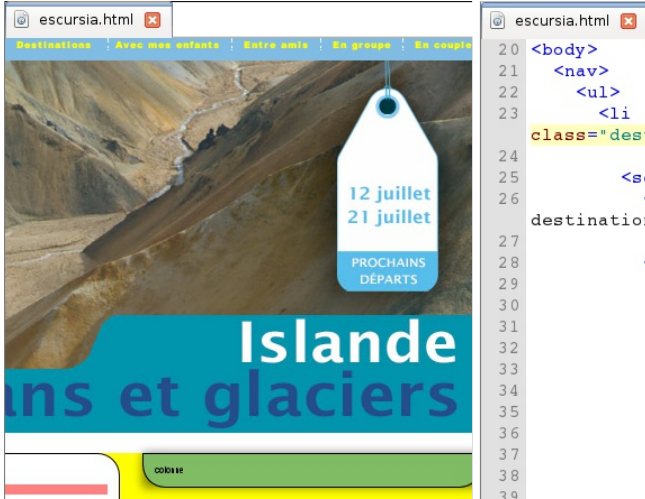 escursia.html
Destinations Avec mes enfants Entre amis En groupe En couple
12 juillet
21 juillet
PROCHAINS
DÉPARTS
Islande
ns et glaciers
colonne
escursia.html
20 <body>
21 <nav>
22 <ul>
23 <li
class="des
24
25 <s
26 <
destination
27
28 <
29
30
31
32
33
34
35
36
37
38
39